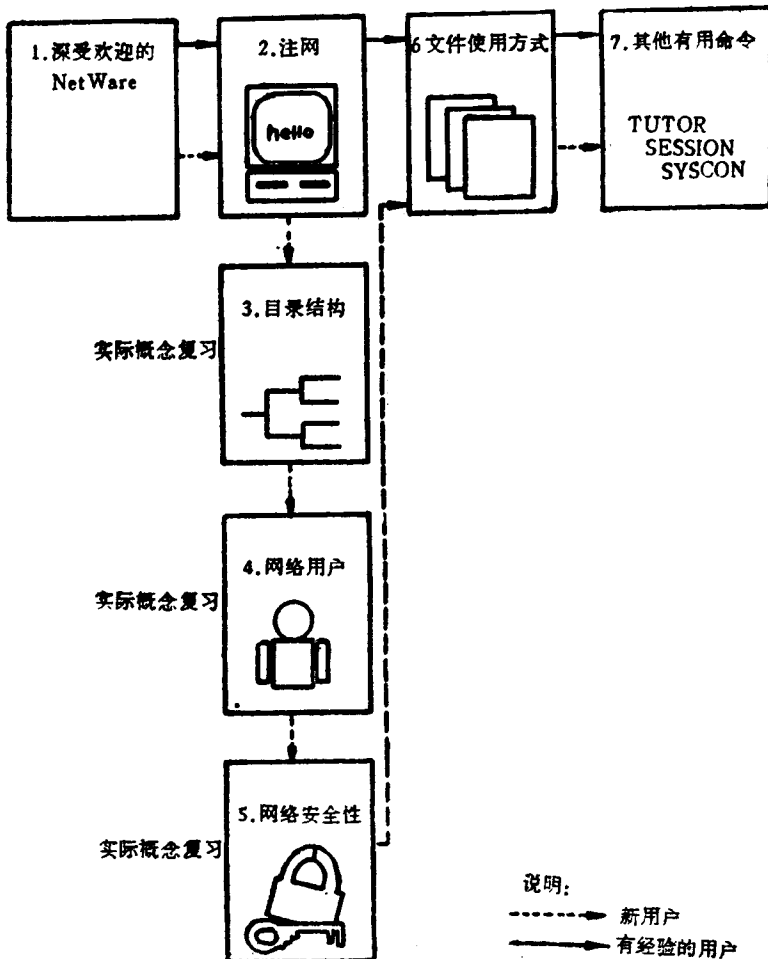 1.深受欢迎的
NetWare
2.注网
hello
6文件使用方式
7.其他有用命令
TUTOR
SESSION
SYSCON
3.目录结构
实际概念复习
4.网络用户
实际概念复习
5.网络安全性
实际概念复习
说明:
新用户
有经验的用户